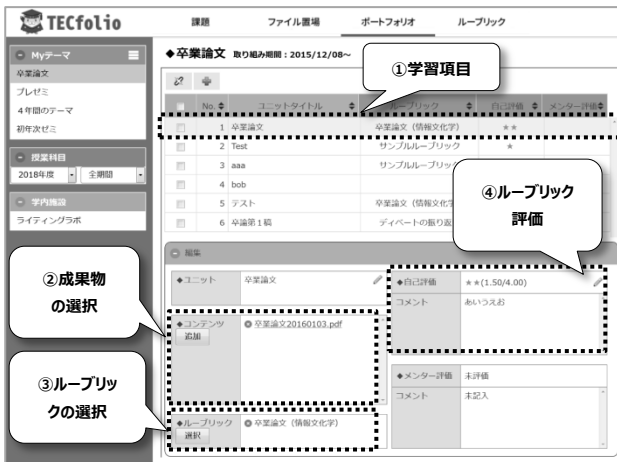 TECfolio
課題 ファイル置場 ポートフォリオ ルーブリック
Myテーマ
卒業論文
プレゼミ
4年間のテーマ
初年次ゼミ
授業科目
2018年度 全期間
学内施設
ライティングラボ
◆卒業論文 取り組み期間:2015/12/08~
①学習項目
No. ユニットタイトル ルーブリック 自己評価 メンター評価
1 卒業論文 卒業論文(情報文化学) ★★
2 Test サンプルルーブリック ★
3 aaa サンプルルーブリック
4 bob
5 テスト 卒業論文(情報文化
6 卒論第1稿 ディベートの振り返
④ルーブリック
評価
編集
◆ユニット 卒業論文
②成果物
の選択
◆コンテンツ 卒業論文20160103.pdf
追加
③ルーブリッ
クの選択
◆ルーブリック 卒業論文(情報文化学)
選択
◆自己評価 ★★(1.50/4.00)
コメント あいうえお
◆メンター評価 未評価
コメント 未記入